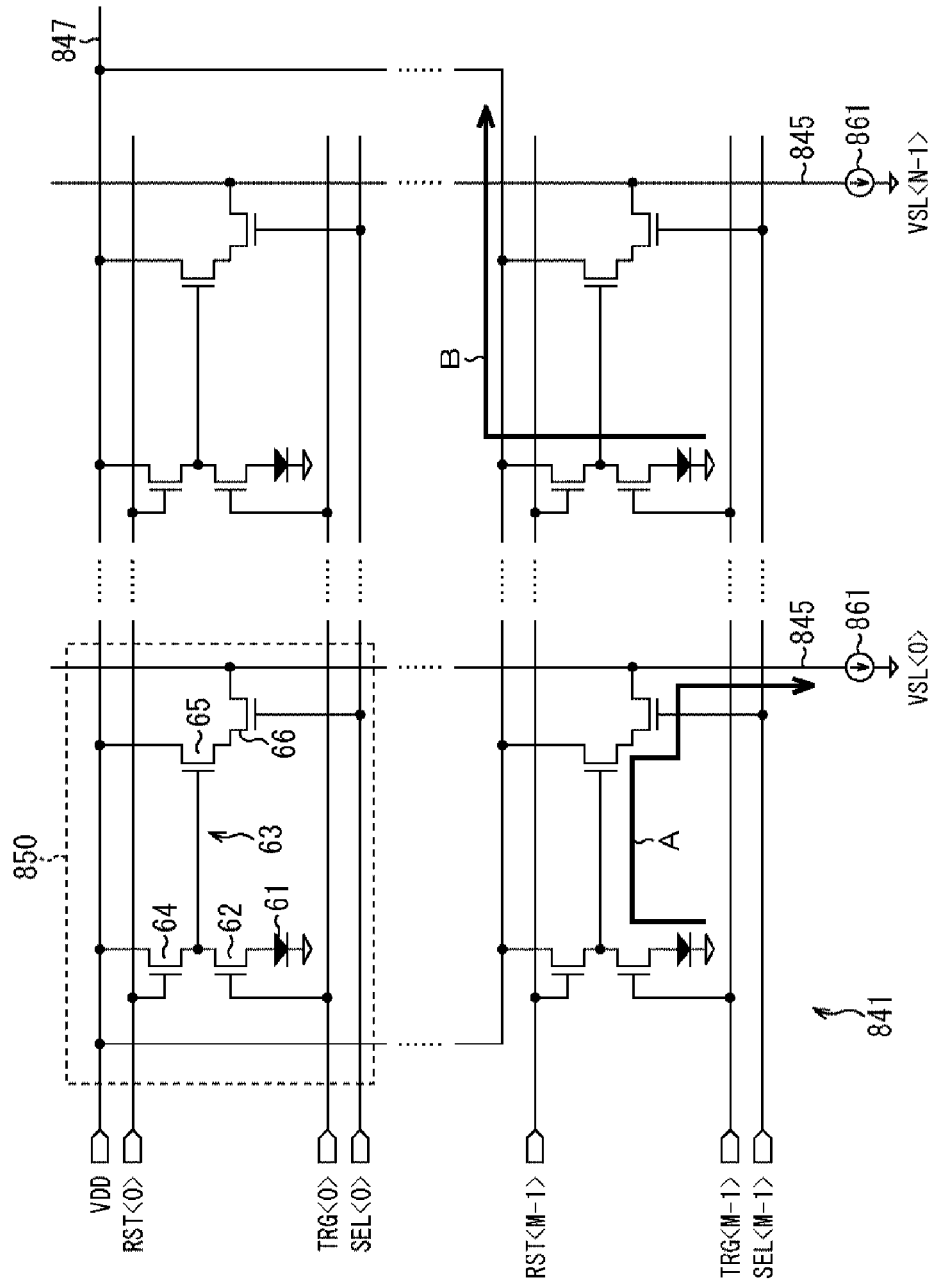 850
847
VDD
RST<0>
64
65
63
62
66
61
TRG<0>
SEL<0>
B
RST<M-1>
A
TRG<M-1>
SEL<M-1>
845
845
861
861
841
VSL<0>
VSL<N-1>